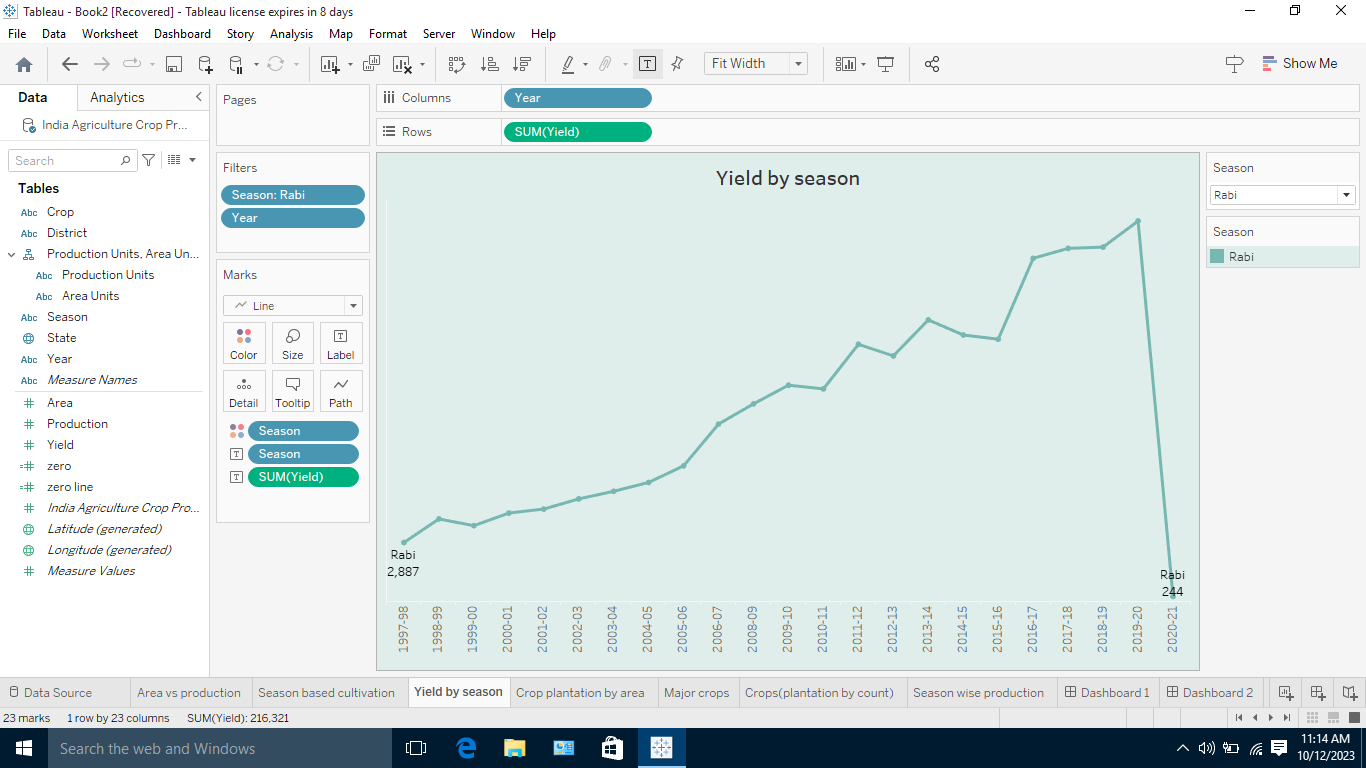 Tableau - Book2 [Recovered] - Tableau license expires in 8 days
File Data Worksheet Dashboard Story Analysis Map Format Server Window Help
Fit Width
Show Me
Data Analytics
India Agriculture Crop Pr...
Search
Tables
Abc Crop
Abc District
Production Units, Area Un...
Abc Production Units
Abc Area Units
Abc Season
State
Abc Year
Abc Measure Names
# Area
# Production
# Yield
=# zero
=# zero line
# India Agriculture Crop Pro...
Latitude (generated)
Longitude (generated)
# Measure Values
Pages
Filters
Season: Rabi
Year
Marks
Line
Color Size Label
Detail Tooltip Path
Season
Season
SUM(Yield)
Columns Year
Rows SUM(Yield)
Yield by season
Rabi
2,887
Rabi
244
1997-98
1998-99
1999-00
2000-01
2001-02
2002-03
2003-04
2004-05
2005-06
2006-07
2008-09
2009-10
2010-11
2011-12
2012-13
2013-14
2014-15
2015-16
2016-17
2017-18
2018-19
2019-20
2020-21
Season
Rabi
Season
Rabi
Data Source Area vs production Season based cultivation Yield by season Crop plantation by area Major crops Crops(plantation by count) Season wise production Dashboard 1 Dashboard 2
23 marks 1 row by 23 columns SUM(Yield): 216,321
Search the web and Windows
11:14 AM
10/12/2023